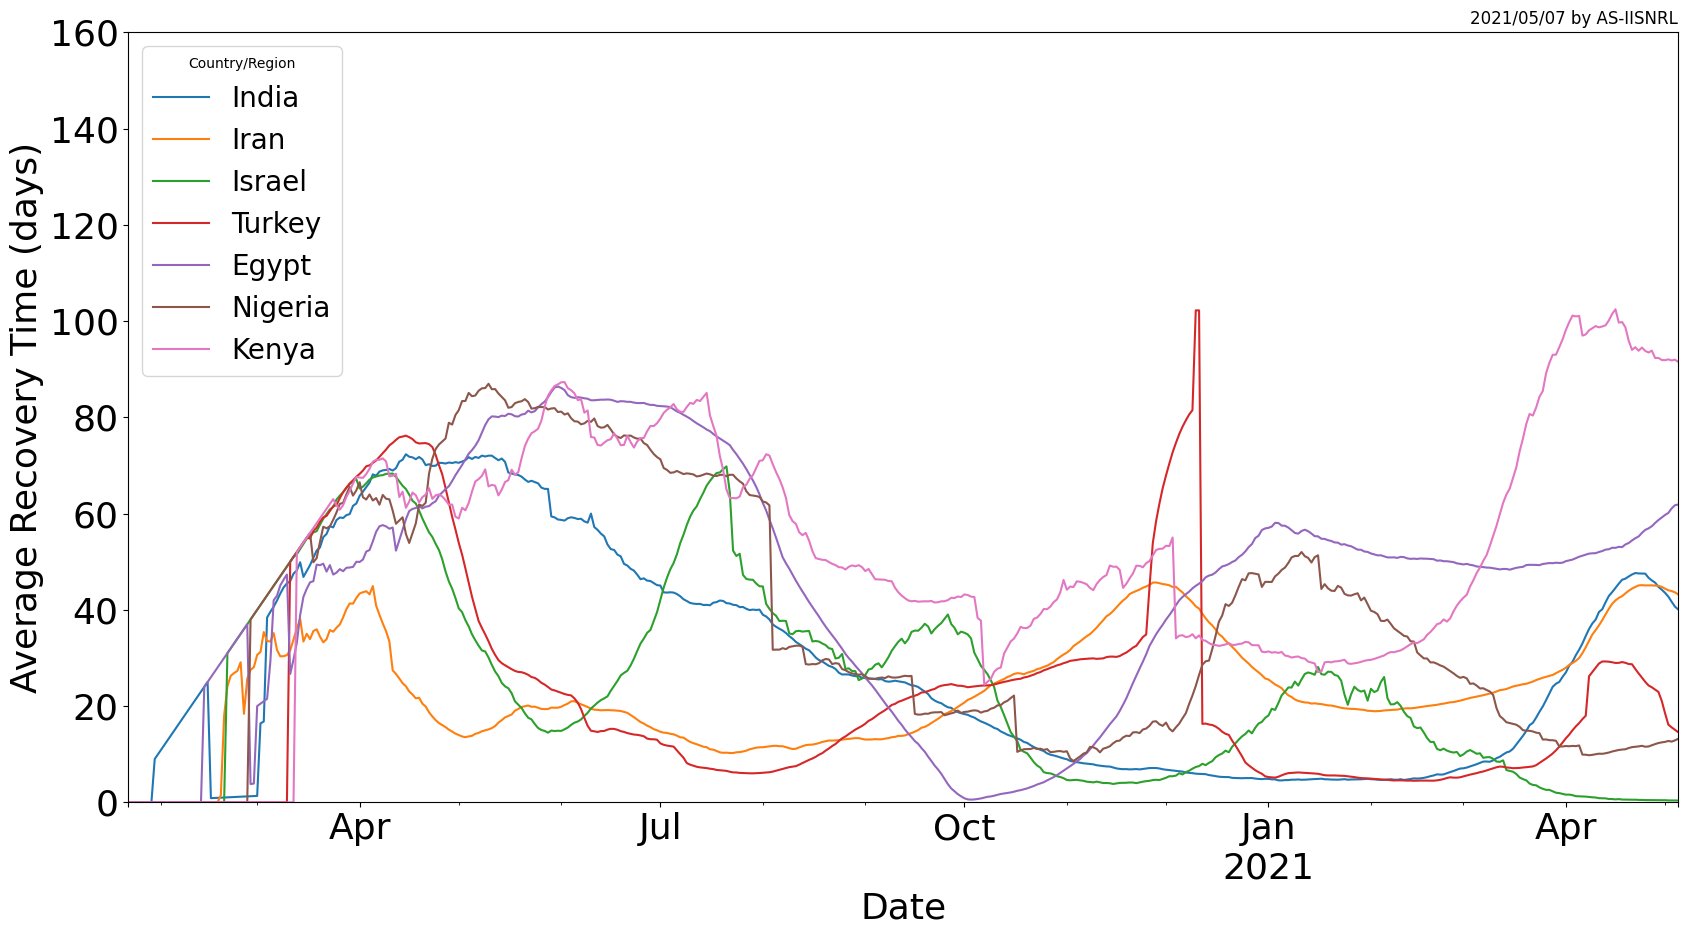 2021/05/07 by AS-IISNRL
160
140
120
100
80
60
40
20
0
Average Recovery Time (days)
Country/Region
India
Iran
Israel
Turkey
Egypt
Nigeria
Kenya
Apr
Jul
Oct
Jan
2021
Apr
Date